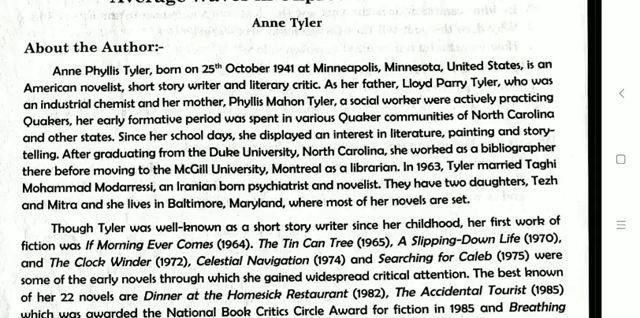 Anne Tyler
About the Author:-
Anne Phyllis Tyler, born on 25th October 1941 at Minneapolis, Minnesota, United States, is an
American novelist, short story writer and literary critic. As her father, Lloyd Parry Tyler, who was
an industrial chemist and her mother, Phyllis Mahon Tyler, a social worker were actively practicing
Quakers, her early formative period was spent in various Quaker communities of North Carolina
and other states. Since her school days, she displayed an interest in literature, painting and story-
telling. After graduating from the Duke University, North Carolina, she worked as a bibliographer
there before moving to the McGill University, Montreal as a librarian. In 1963, Tyler married Taghi
Mohammad Modarressi, an Iranian born psychiatrist and novelist. They have two daughters, Tezh
and Mitra and she lives in Baltimore, Maryland, where most of her novels are set.
Though Tyler was well-known as a short story writer since her childhood, her first work of
fiction was If Morning Ever Comes (1964). The Tin Can Tree (1965), A Slipping-Down Life (1970),
and The Clock Winder (1972), Celestial Navigation (1974) and Searching for Caleb (1975) were
some of the early novels through which she gained widespread critical attention. The best known
of her 22 novels are Dinner at the Homesick Restaurant (1982), The Accidental Tourist (1985)
which was awarded the National Book Critics Circle Award for fiction in 1985 and Breathing